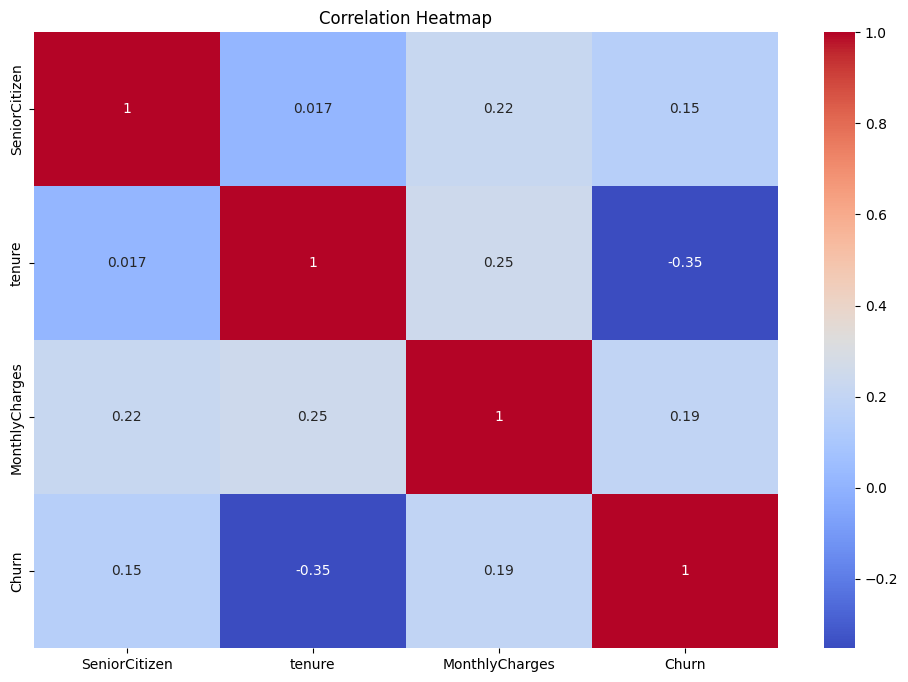 Correlation Heatmap
SeniorCitizen 1 0.017 0.22 0.15
tenure 0.017 1 0.25 -0.35
MonthlyCharges 0.22 0.25 1 0.19
Churn 0.15 -0.35 0.19 1
SeniorCitizen tenure MonthlyCharges Churn
1.0
0.8
0.6
0.4
0.2
0.0
−0.2